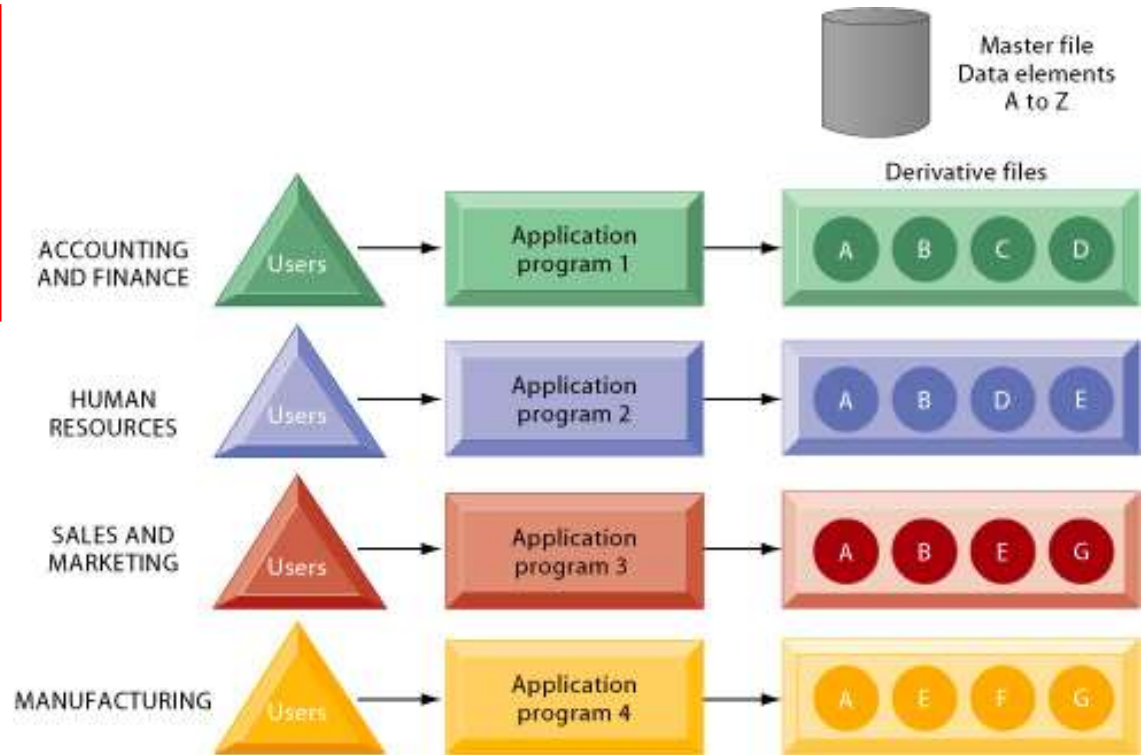 Master file
Data elements
A to Z
Derivative files
ACCOUNTING
AND FINANCE
Users
Application
program 1
A B C D
HUMAN
RESOURCES
Users
Application
program 2
A B D E
SALES AND
MARKETING
Users
Application
program 3
A B E G
MANUFACTURING
Users
Application
program 4
A E F G